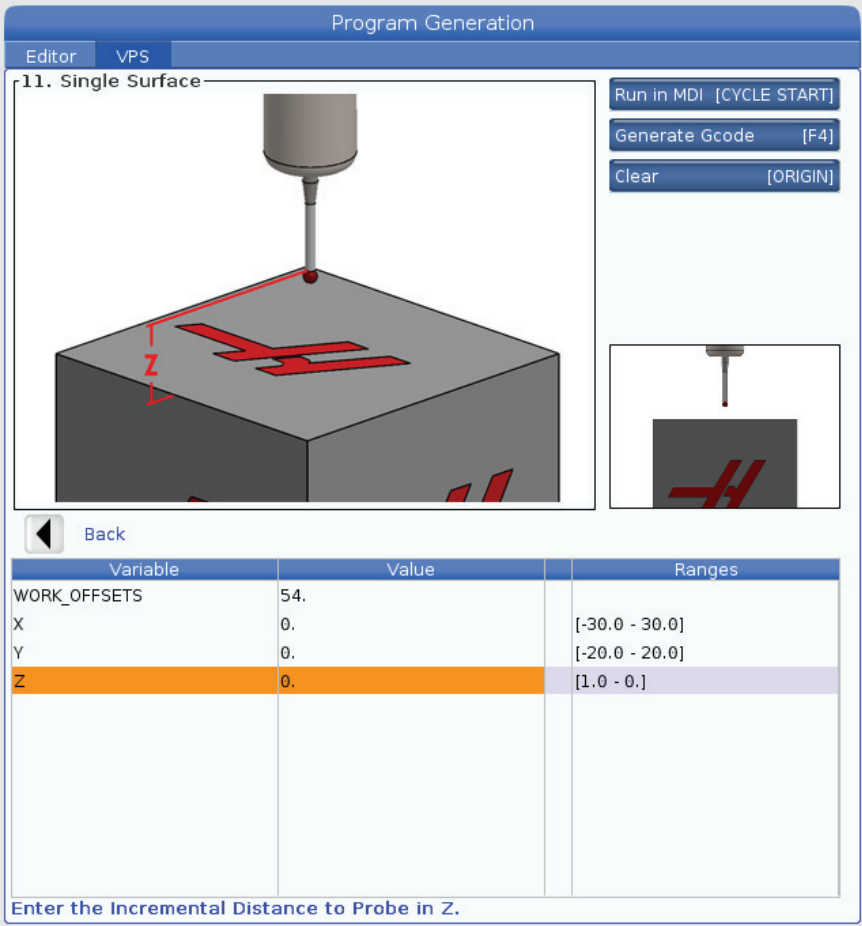 Program Generation
Editor VPS
11. Single Surface
Run in MDI [CYCLE START]
Generate Gcode [F4]
Clear [ORIGIN]
Z
Back
Variable Value Ranges
WORK_OFFSETS 54.
X 0. [-30.0 - 30.0]
Y 0. [-20.0 - 20.0]
Z 0. [1.0 - 0.]
Enter the Incremental Distance to Probe in Z.